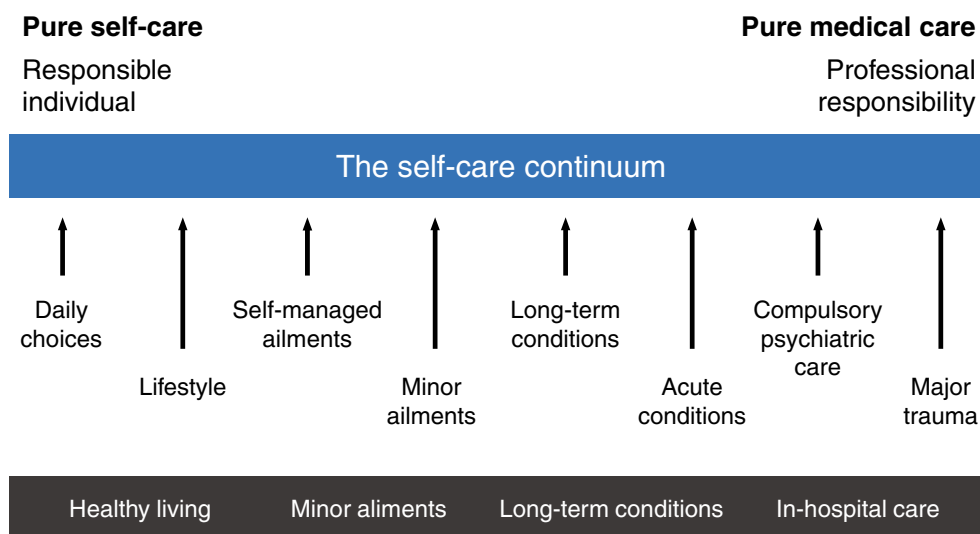 Pure self-care
Responsible
individual
Pure medical care
Professional
responsibility
The self-care continuum
Daily
choices
Lifestyle
Self-managed
ailments
Minor
ailments
Long-term
conditions
Acute
conditions
Compulsory
psychiatric
care
Major
trauma
Healthy living
Minor aliments
Long-term conditions
In-hospital care